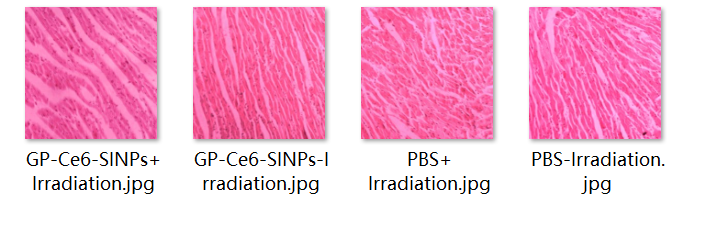 GP-Ce6-SINPs+
Irradiation.jpg
GP-Ce6-SINPs-I
rradiation.jpg
PBS+
Irradiation.jpg
PBS-Irradiation.
jpg